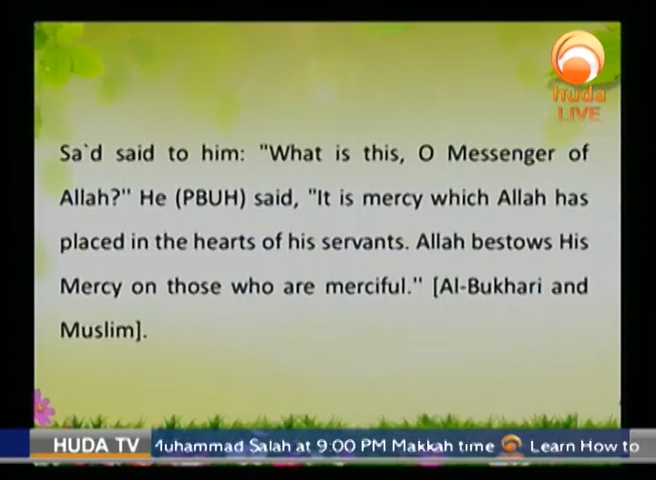 huda
LIVE
Sa`d said to him: "What is this, O Messenger of
Allah?" He (PBUH) said, "It is mercy which Allah has
placed in the hearts of his servants. Allah bestows His
Mercy on those who are merciful." [Al-Bukhari and
Muslim].
HUDA TV Muhammad Salah at 9:00 PM Makkah time Learn How to